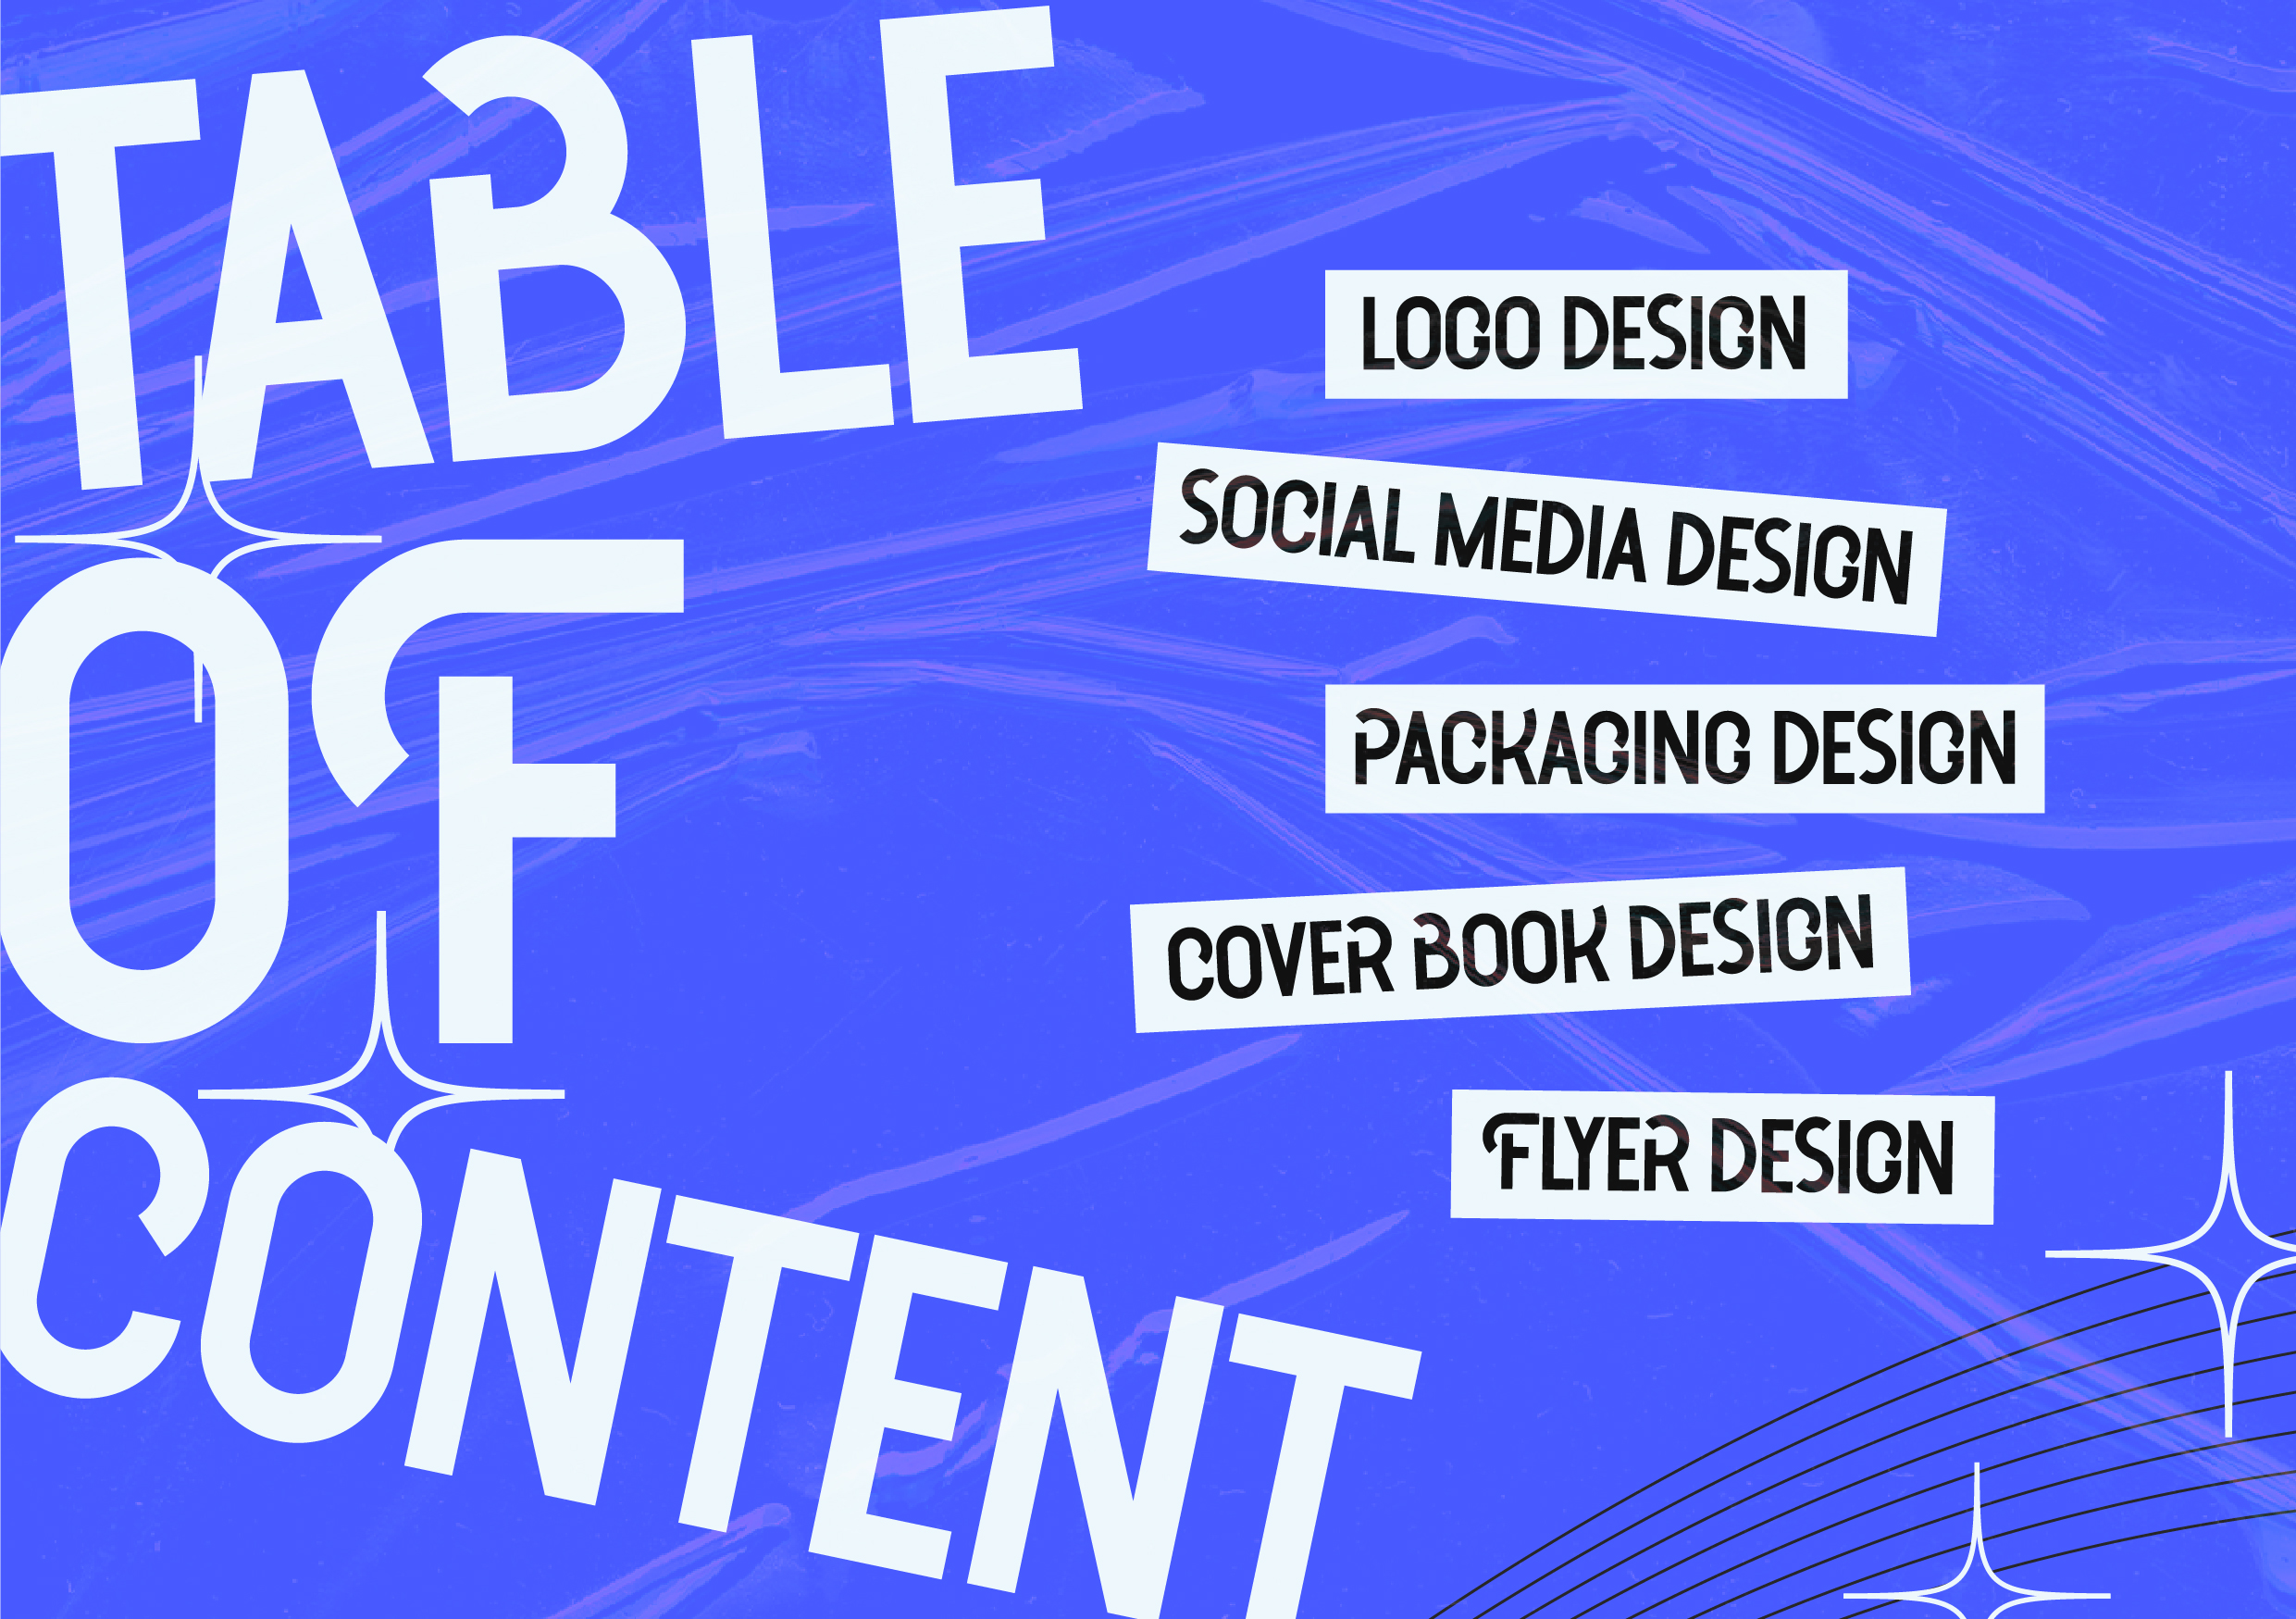 TABLE
OF
CONTENT
LOGO DESIGN
SOCIAL MEDIA DESIGN
PACKAGING DESIGN
COVER BOOK DESIGN
FLYER DESIGN